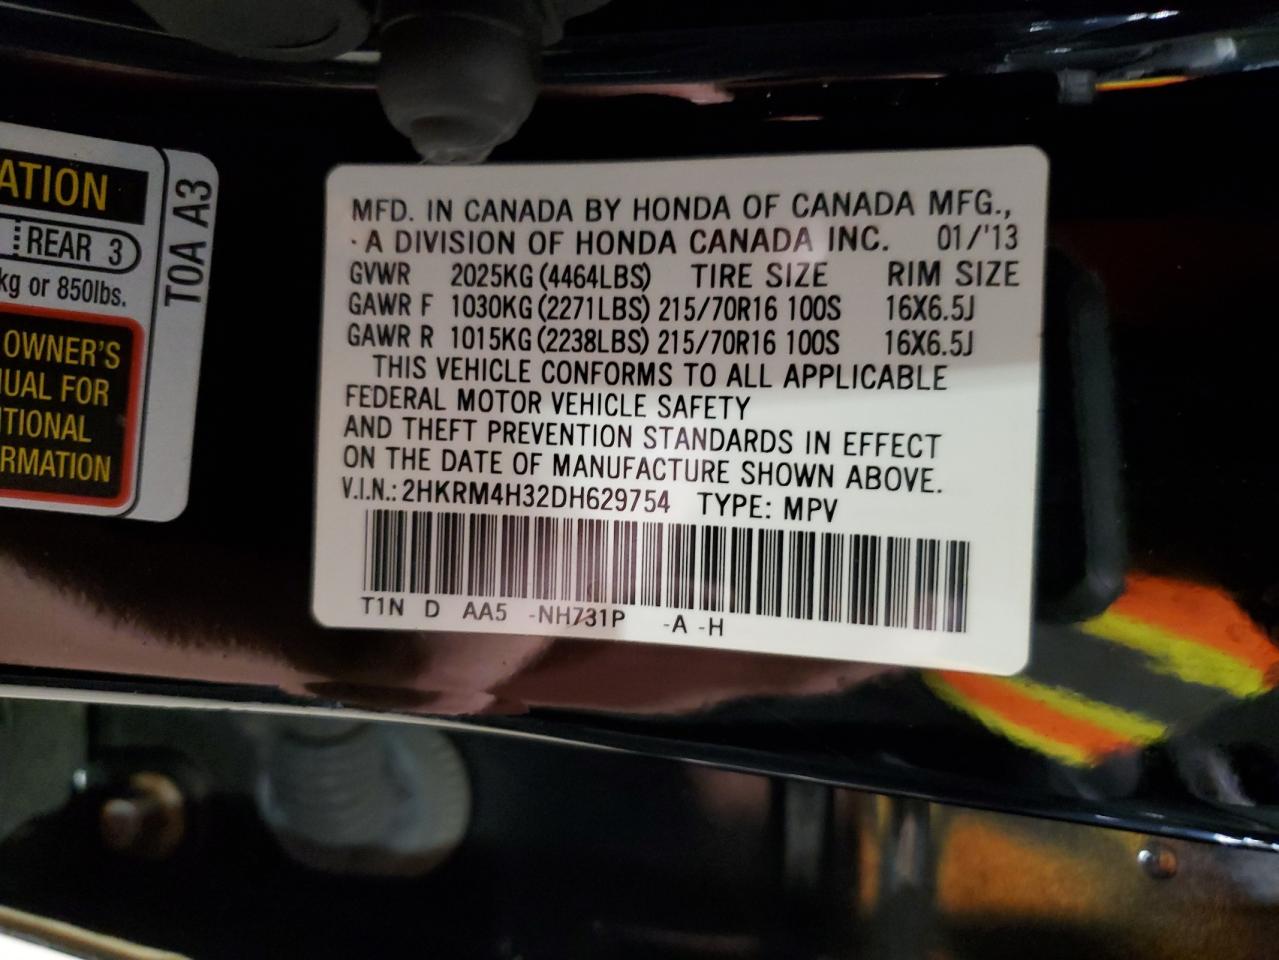 ATION
REAR 3
kg or 850lbs.
OWNER'S
UAL FOR
TIONAL
RMATION
T0A A3
MFD. IN CANADA BY HONDA OF CANADA MFG.,
A DIVISION OF HONDA CANADA INC. 01/'13
GVWR 2025KG (4464LBS) TIRE SIZE RIM SIZE
GAWR F 1030KG (2271LBS) 215/70R16 100S 16X6.5J
GAWR R 1015KG (2238LBS) 215/70R16 100S 16X6.5J
THIS VEHICLE CONFORMS TO ALL APPLICABLE
FEDERAL MOTOR VEHICLE SAFETY
AND THEFT PREVENTION STANDARDS IN EFFECT
ON THE DATE OF MANUFACTURE SHOWN ABOVE.
V.I.N.: 2HKRM4H32DH629754 TYPE: MPV
T1N D AA5 -NH731P -A -H